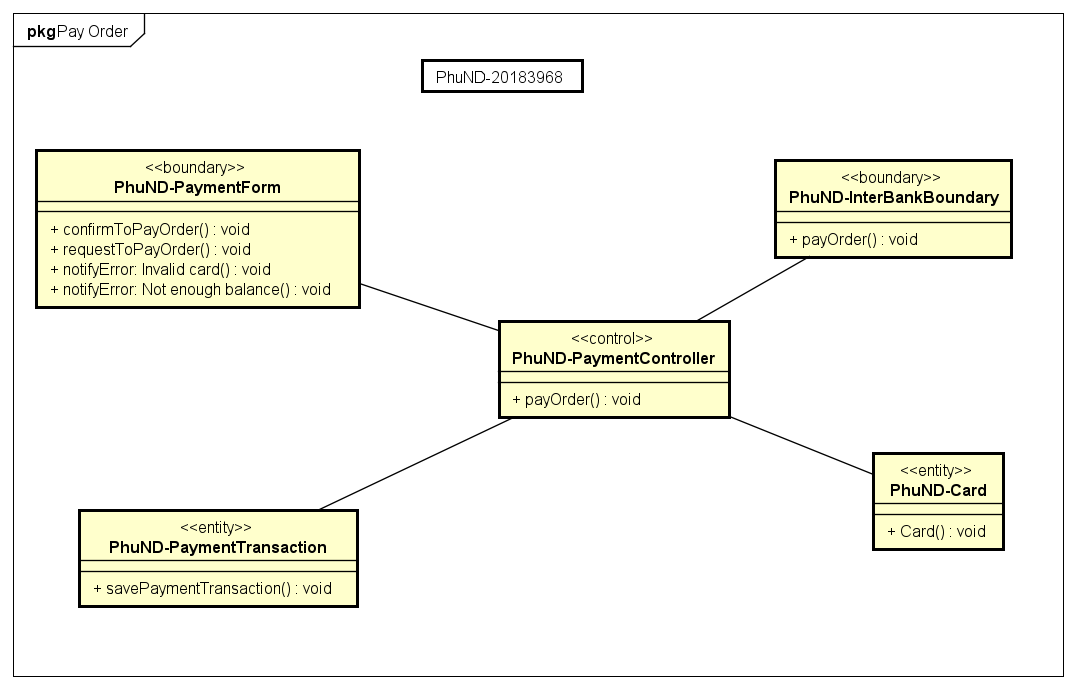 pkg Pay Order
PhuND-20183968
<<boundary>>
PhuND-PaymentForm
+ confirmToPayOrder() : void
+ requestToPayOrder() : void
+ notifyError: Invalid card() : void
+ notifyError: Not enough balance() : void
<<boundary>>
PhuND-InterBankBoundary
+ payOrder() : void
<<control>>
PhuND-PaymentController
+ payOrder() : void
<<entity>>
PhuND-Card
+ Card() : void
<<entity>>
PhuND-PaymentTransaction
+ savePaymentTransaction() : void